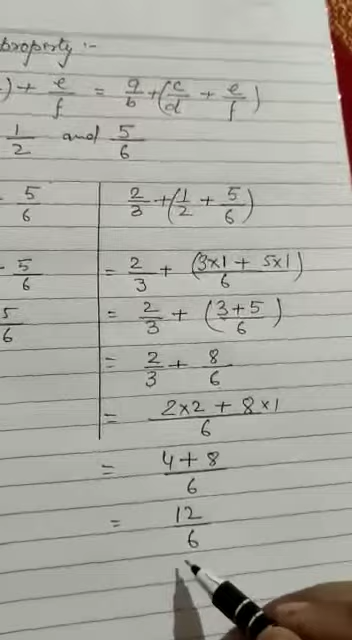 property :-
) + e/f = a/b + (c/d + e/f)
1/2 and 5/6
5/6 2/3 + (1/2 + 5/6)
- 5/6 = 2/3 + (3×1 + 5×1)/6
5/6 = 2/3 + (3+5)/6
= 2/3 + 8/6
= 2×2 + 8×1/6
= 4+8/6
= 12/6